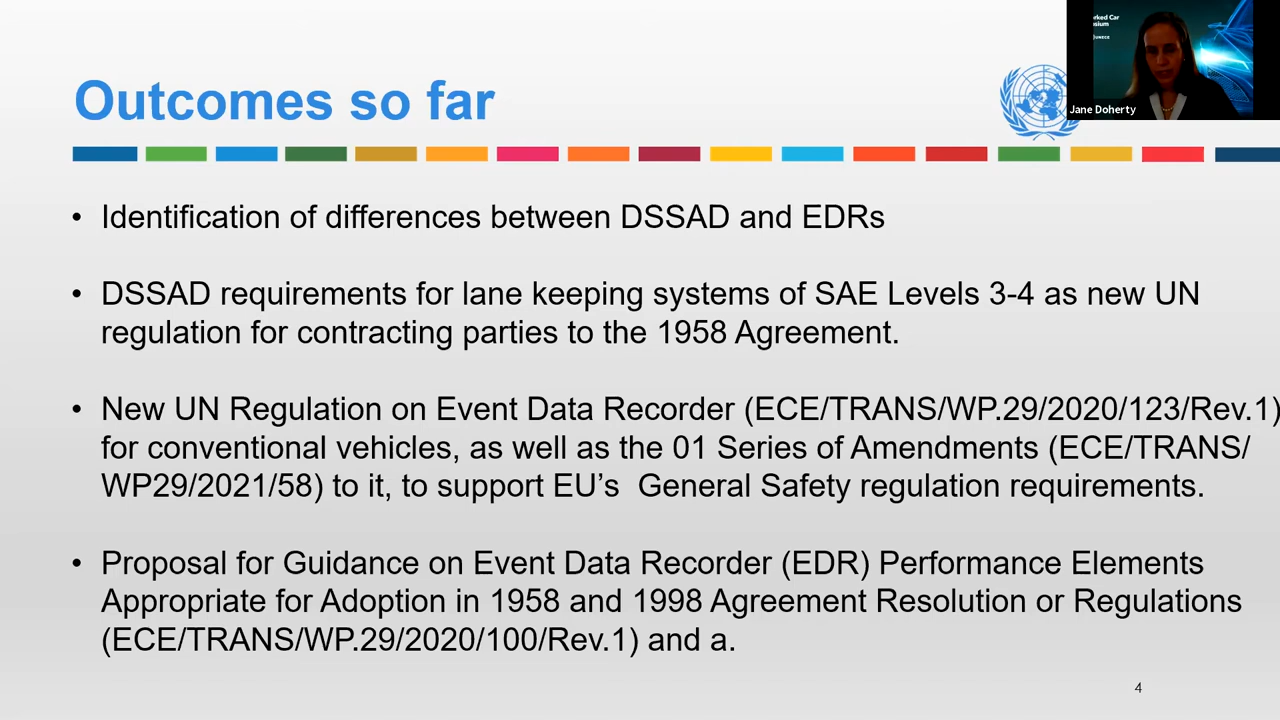 rked Car
sium
UNECE
Jane Doherty
Outcomes so far
• Identification of differences between DSSAD and EDRs
• DSSAD requirements for lane keeping systems of SAE Levels 3-4 as new UN
regulation for contracting parties to the 1958 Agreement.
• New UN Regulation on Event Data Recorder (ECE/TRANS/WP.29/2020/123/Rev.1)
for conventional vehicles, as well as the 01 Series of Amendments (ECE/TRANS/
WP29/2021/58) to it, to support EU’s  General Safety regulation requirements.
• Proposal for Guidance on Event Data Recorder (EDR) Performance Elements
Appropriate for Adoption in 1958 and 1998 Agreement Resolution or Regulations
(ECE/TRANS/WP.29/2020/100/Rev.1) and a.
4